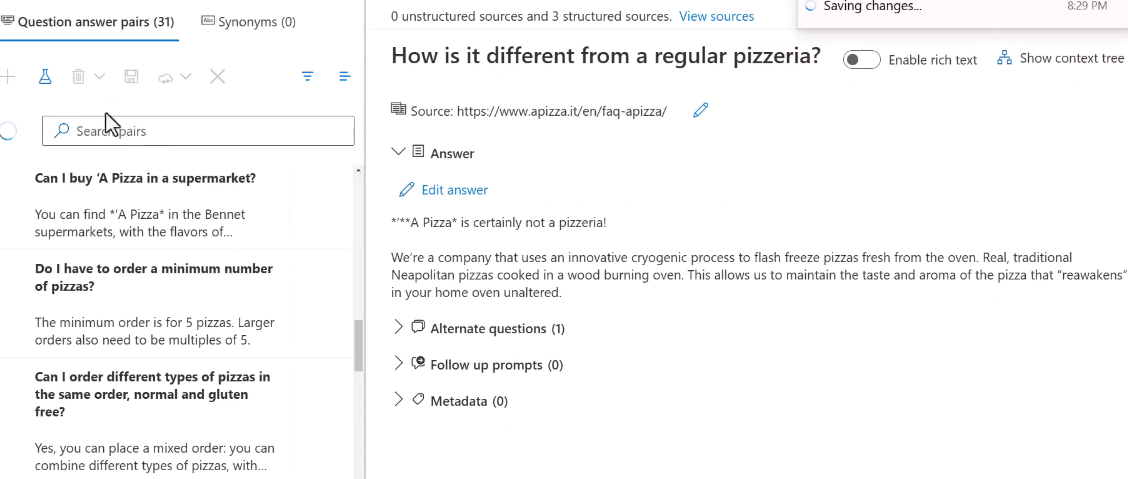 Question answer pairs (31)
Abc Synonyms (0)
Search pairs
Can I buy ‘A Pizza in a supermarket?
You can find *'A Pizza* in the Bennet
supermarkets, with the flavors of...
Do I have to order a minimum number
of pizzas?
The minimum order is for 5 pizzas. Larger
orders also need to be multiples of 5.
Can I order different types of pizzas in
the same order, normal and gluten
free?
Yes, you can place a mixed order: you can
combine different types of pizzas, with...
0 unstructured sources and 3 structured sources. View sources
Saving changes...
8:29 PM
How is it different from a regular pizzeria?
Enable rich text
Show context tree
Source: https://www.apizza.it/en/faq-apizza/
Answer
Edit answer
*'**A Pizza* is certainly not a pizzeria!
We’re a company that uses an innovative cryogenic process to flash freeze pizzas fresh from the oven. Real, traditional
Neapolitan pizzas cooked in a wood burning oven. This allows us to maintain the taste and aroma of the pizza that “reawakens”
in your home oven unaltered.
Alternate questions (1)
Follow up prompts (0)
Metadata (0)